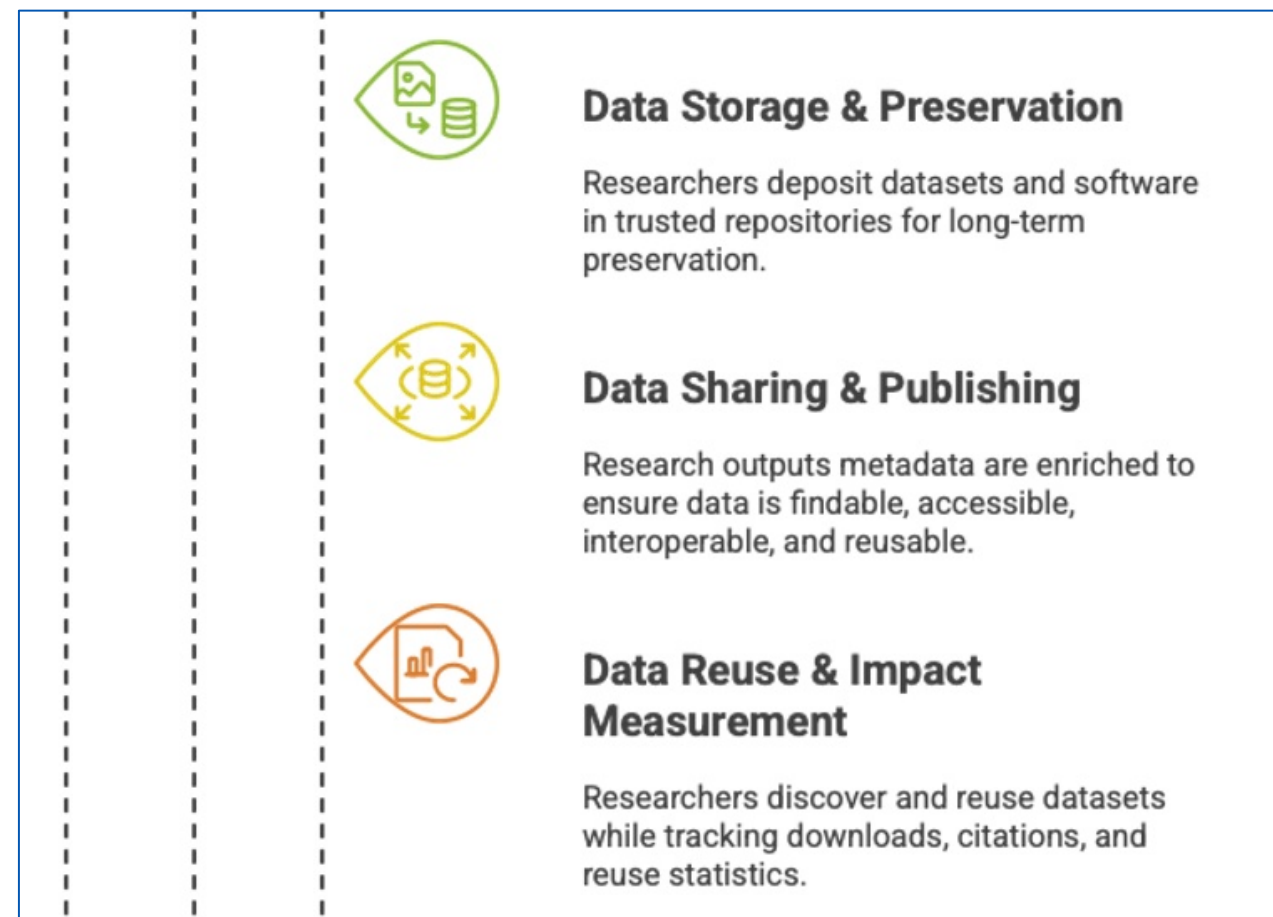 Data Storage & Preservation
Researchers deposit datasets and software
in trusted repositories for long-term
preservation.
Data Sharing & Publishing
Research outputs metadata are enriched to
ensure data is findable, accessible,
interoperable, and reusable.
Data Reuse & Impact
Measurement
Researchers discover and reuse datasets
while tracking downloads, citations, and
reuse statistics.